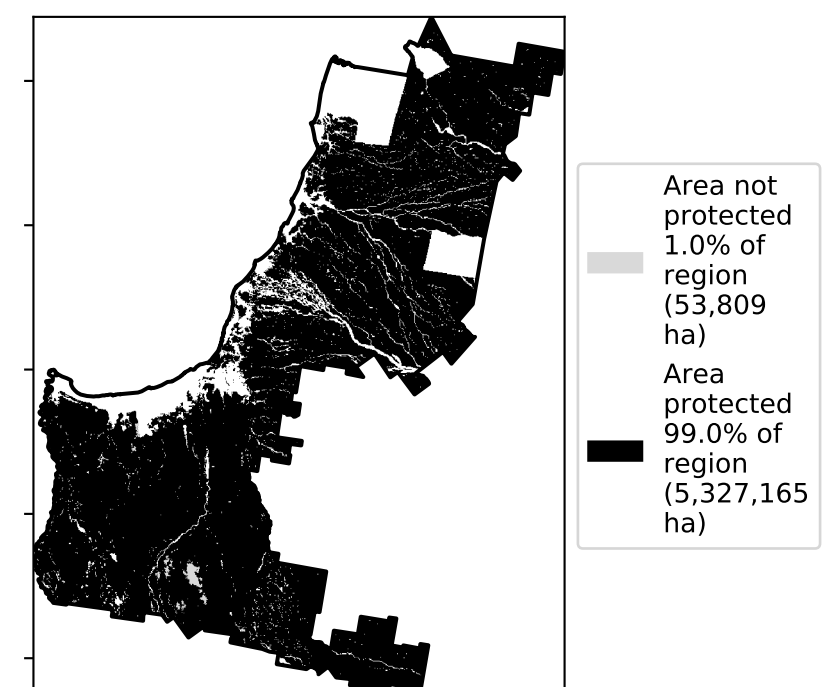 Area not
protected
1.0% of
region
(53,809
ha)
Area
protected
99.0% of
region
(5,327,165
ha)